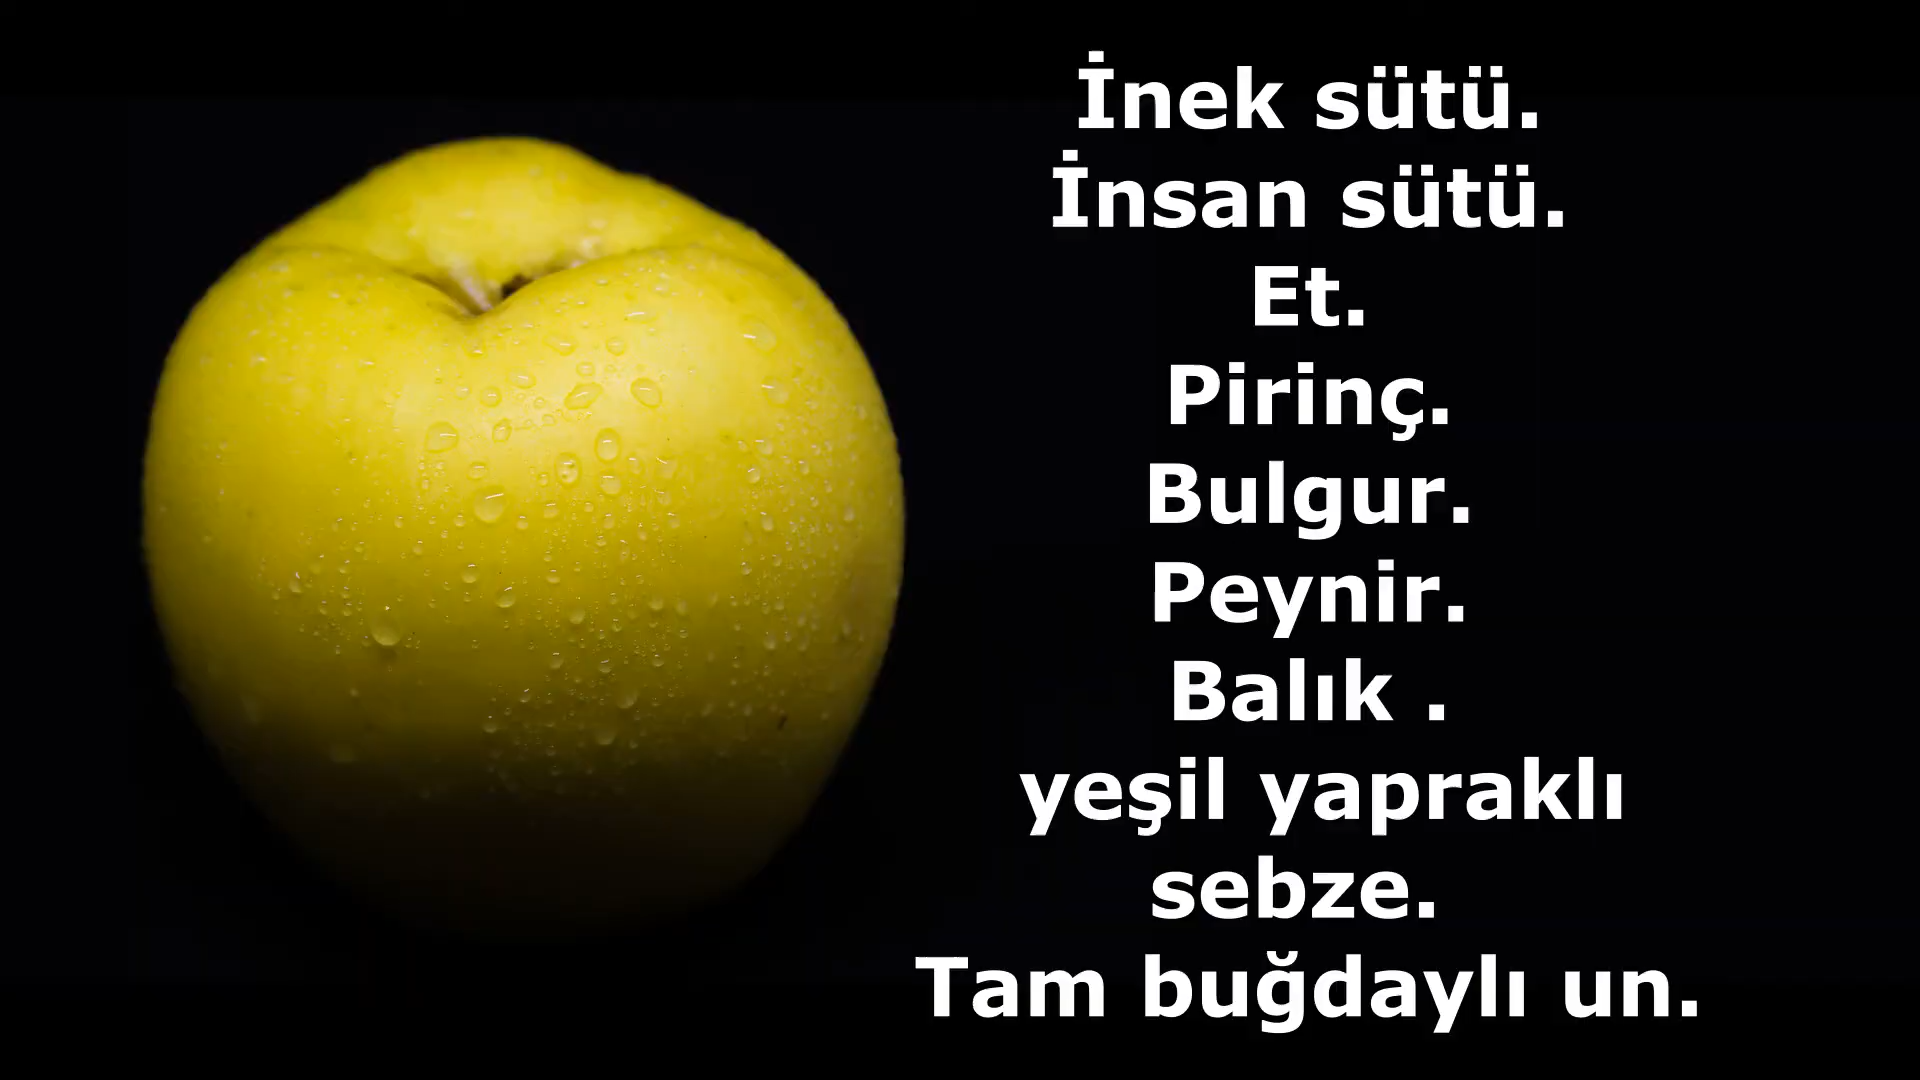 İnek sütü.
İnsan sütü.
Et.
Pirinç.
Bulgur.
Peynir.
Balık .
yeşil yapraklı
sebze.
Tam buğdaylı un.